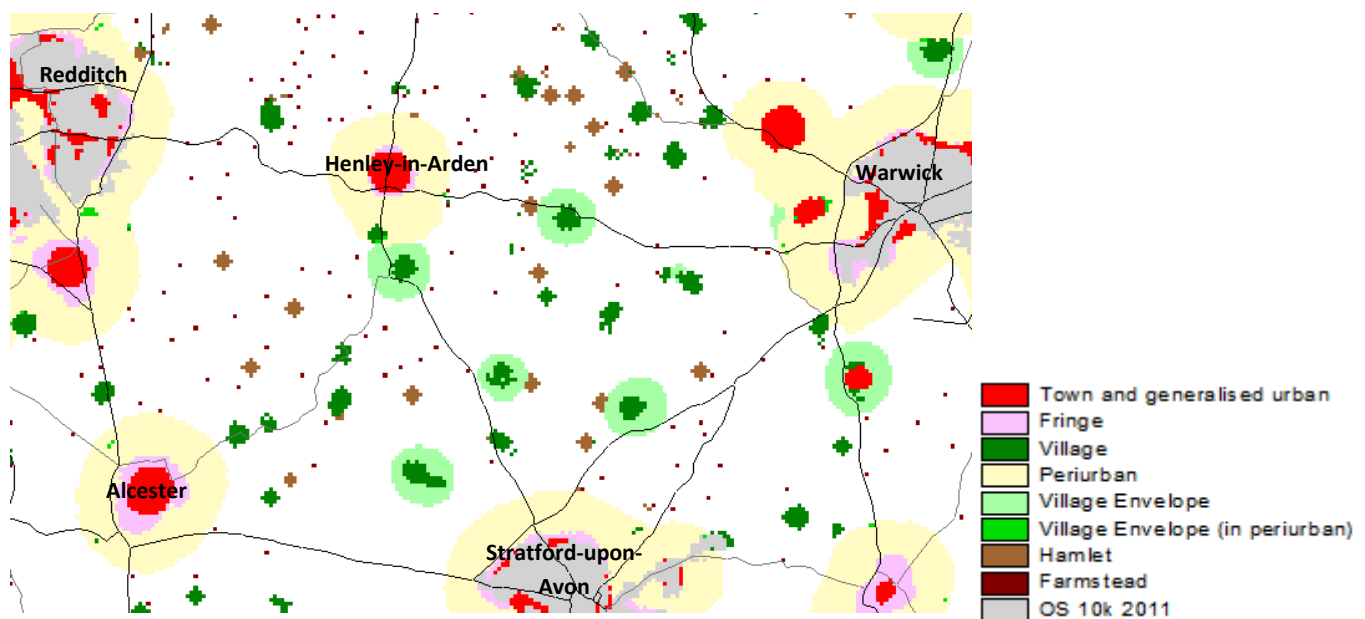 Redditch
Henley-in-Arden
Warwick
Alcester
Stratford-upon-
Avon
Town and generalised urban
Fringe
Village
Periurban
Village Envelope
Village Envelope (in periurban)
Hamlet
Farmstead
OS 10k 2011